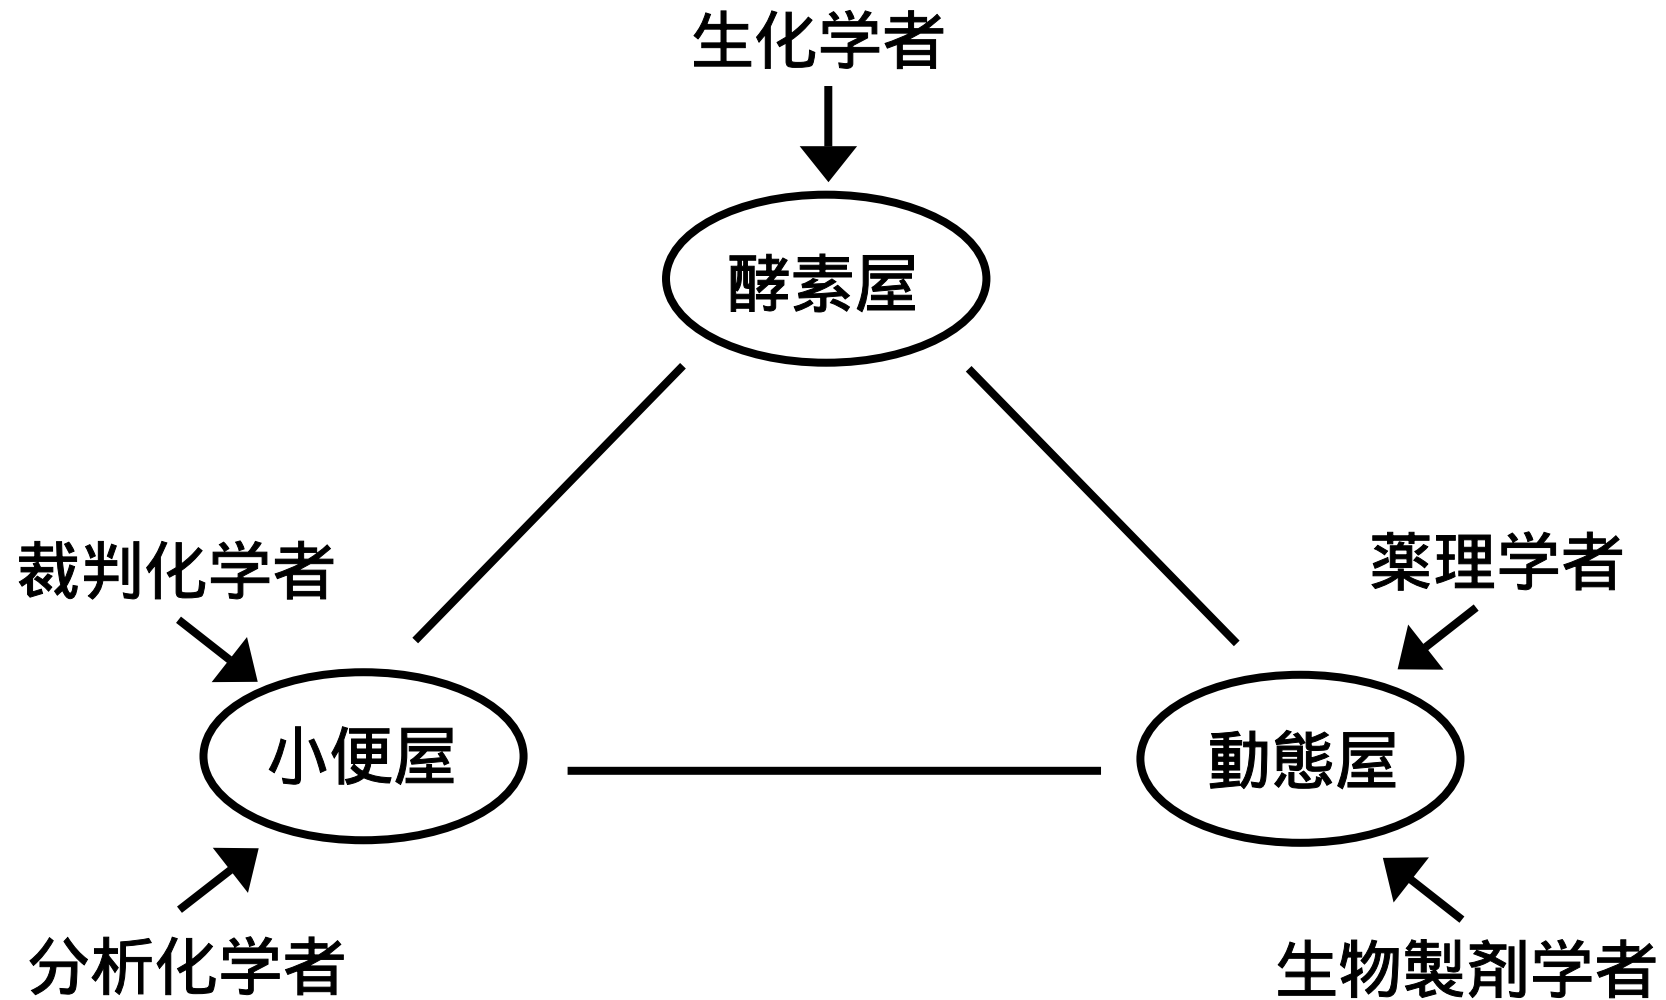 生化学者
酵素屋
裁判化学者
薬理学者
小便屋
動態屋
分析化学者
生物製剤学者